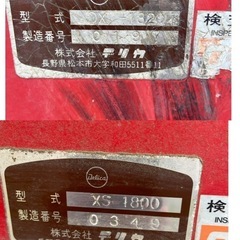 型式
製造番号
株式会社デリカ
長野県松本市大字和田5511番11
検
INSPE
Delica
型式 XS-1800
製造番号 0349
株式会社デリカ
検
INS